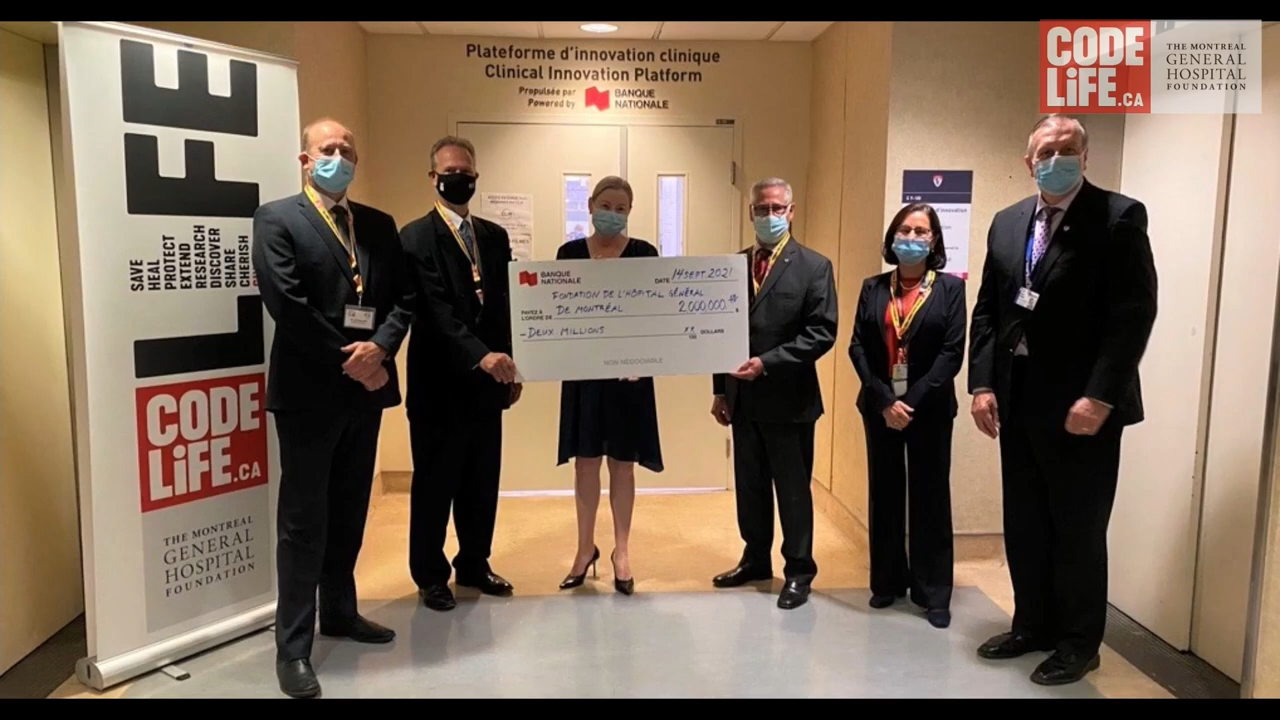 CODE
LiFE.CA
THE MONTREAL
GENERAL
HOSPITAL
FOUNDATION
Plateforme d'innovation clinique
Clinical Innovation Platform
Propulsée par
Powered by
BANQUE
NATIONALE
LIFE
SAVE
HEAL
PROTECT
EXTEND
RESEARCH
DISCOVER
SHARE
CHERISH
CODE
LiFE.CA
THE MONTREAL
GENERAL
HOSPITAL
FOUNDATION
BANQUE
NATIONALE
DATE 14 SEPT. 2021
PAYEZ À
L'ORDRE DE
FONDATION DE L'HÔPITAL GÉNÉRAL
DE MONTRÉAL 2,000,000. XX $
- DEUX MILLIONS XX/100 DOLLARS
NON NÉGOCIABLE